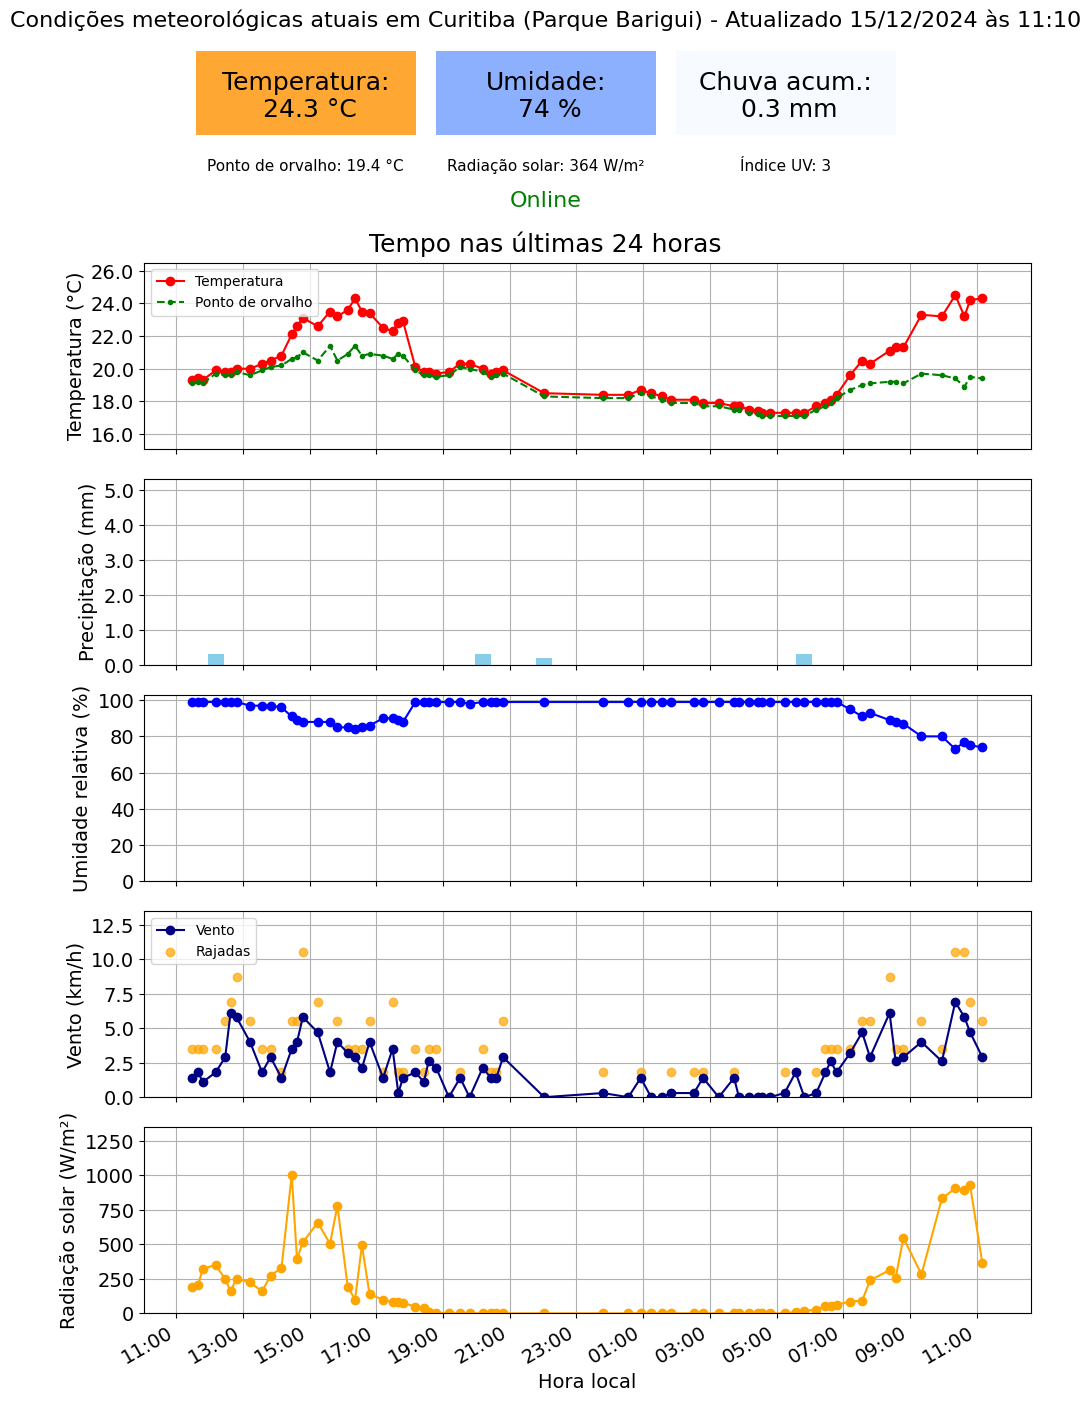 Condições meteorológicas atuais em Curitiba (Parque Barigui) - Atualizado 15/12/2024 às 11:10
Temperatura:
24.3 °C
Umidade:
74 %
Chuva acum.:
0.3 mm
Ponto de orvalho: 19.4 °C
Radiação solar: 364 W/m²
Índice UV: 3
Online
Tempo nas últimas 24 horas
Temperatura (°C)
26.0
24.0
22.0
20.0
18.0
16.0
Temperatura
Ponto de orvalho
Precipitação (mm)
5.0
4.0
3.0
2.0
1.0
0.0
Umidade relativa (%)
100
80
60
40
20
0
Vento (km/h)
12.5
10.0
7.5
5.0
2.5
0.0
Vento
Rajadas
Radiação solar (W/m²)
1250
1000
750
500
250
0
11:00
13:00
15:00
17:00
19:00
21:00
23:00
01:00
03:00
05:00
07:00
09:00
11:00
Hora local